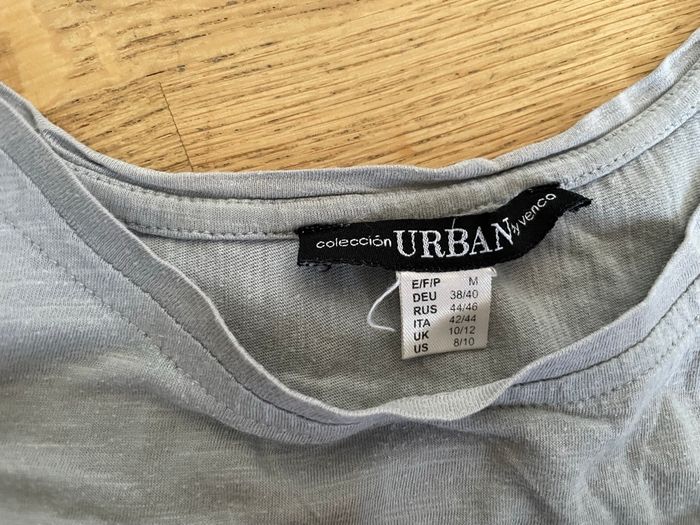 colección URBAN by venca
E/F/P M
DEU 38/40
RUS 44/46
ITA 42/44
UK 10/12
US 8/10